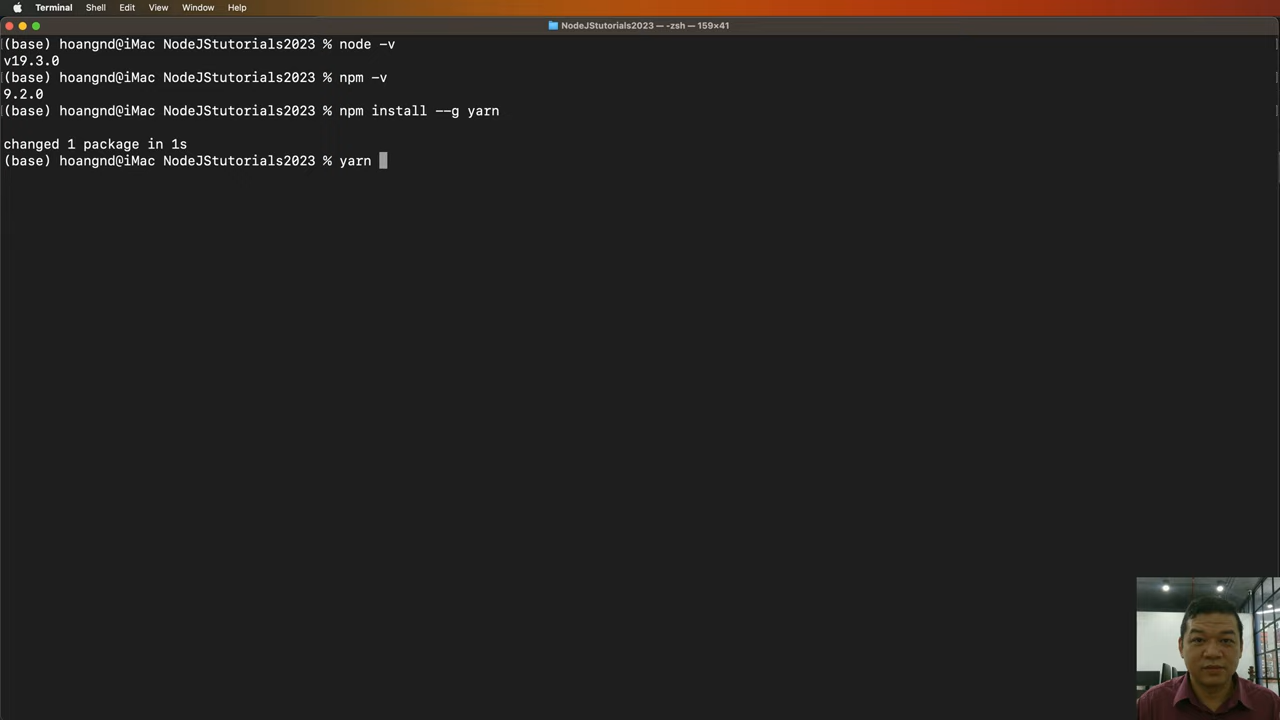 Terminal Shell Edit View Window Help
NodeJStutorials2023 — -zsh — 159×41
(base) hoangnd@iMac NodeJStutorials2023 % node -v
v19.3.0
(base) hoangnd@iMac NodeJStutorials2023 % npm -v
9.2.0
(base) hoangnd@iMac NodeJStutorials2023 % npm install --g yarn
changed 1 package in 1s
(base) hoangnd@iMac NodeJStutorials2023 % yarn